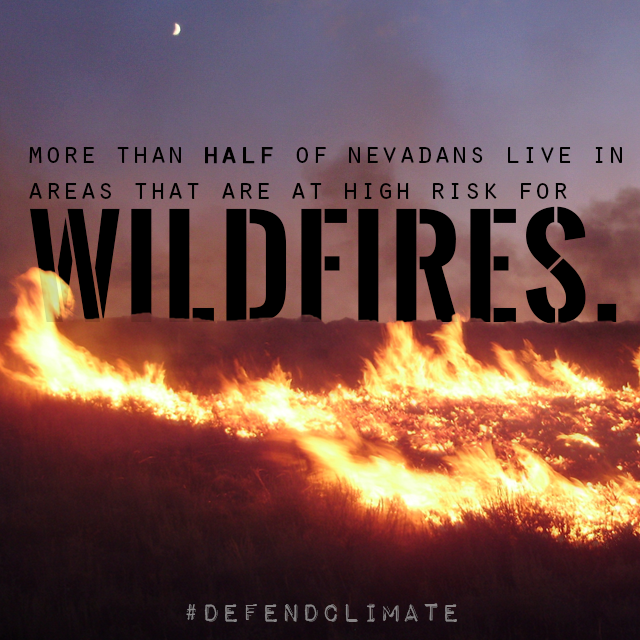 MORE THAN HALF OF NEVADANS LIVE IN
AREAS THAT ARE AT HIGH RISK FOR
WILDFIRES.
#DEFENDCLIMATE